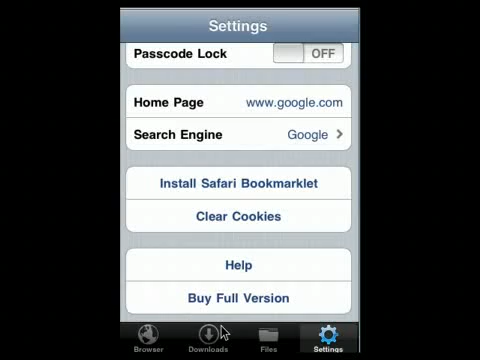 Settings
Passcode Lock OFF
Home Page www.google.com
Search Engine Google
Install Safari Bookmarklet
Clear Cookies
Help
Buy Full Version
Browser Downloads Files Settings